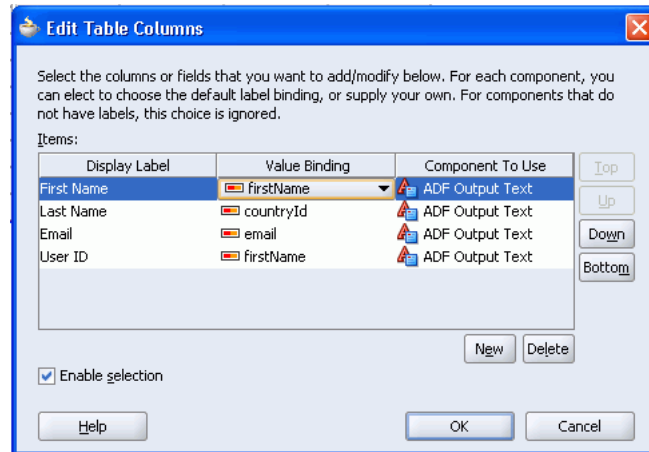 Edit Table Columns
Select the columns or fields that you want to add/modify below. For each component, you
can elect to choose the default label binding, or supply your own. For components that do
not have labels, this choice is ignored.
Items:
Display Label Value Binding Component To Use
First Name firstName ADF Output Text
Last Name countryId ADF Output Text
Email email ADF Output Text
User ID firstName ADF Output Text
Top
Up
Down
Bottom
New Delete
Enable selection
Help OK Cancel